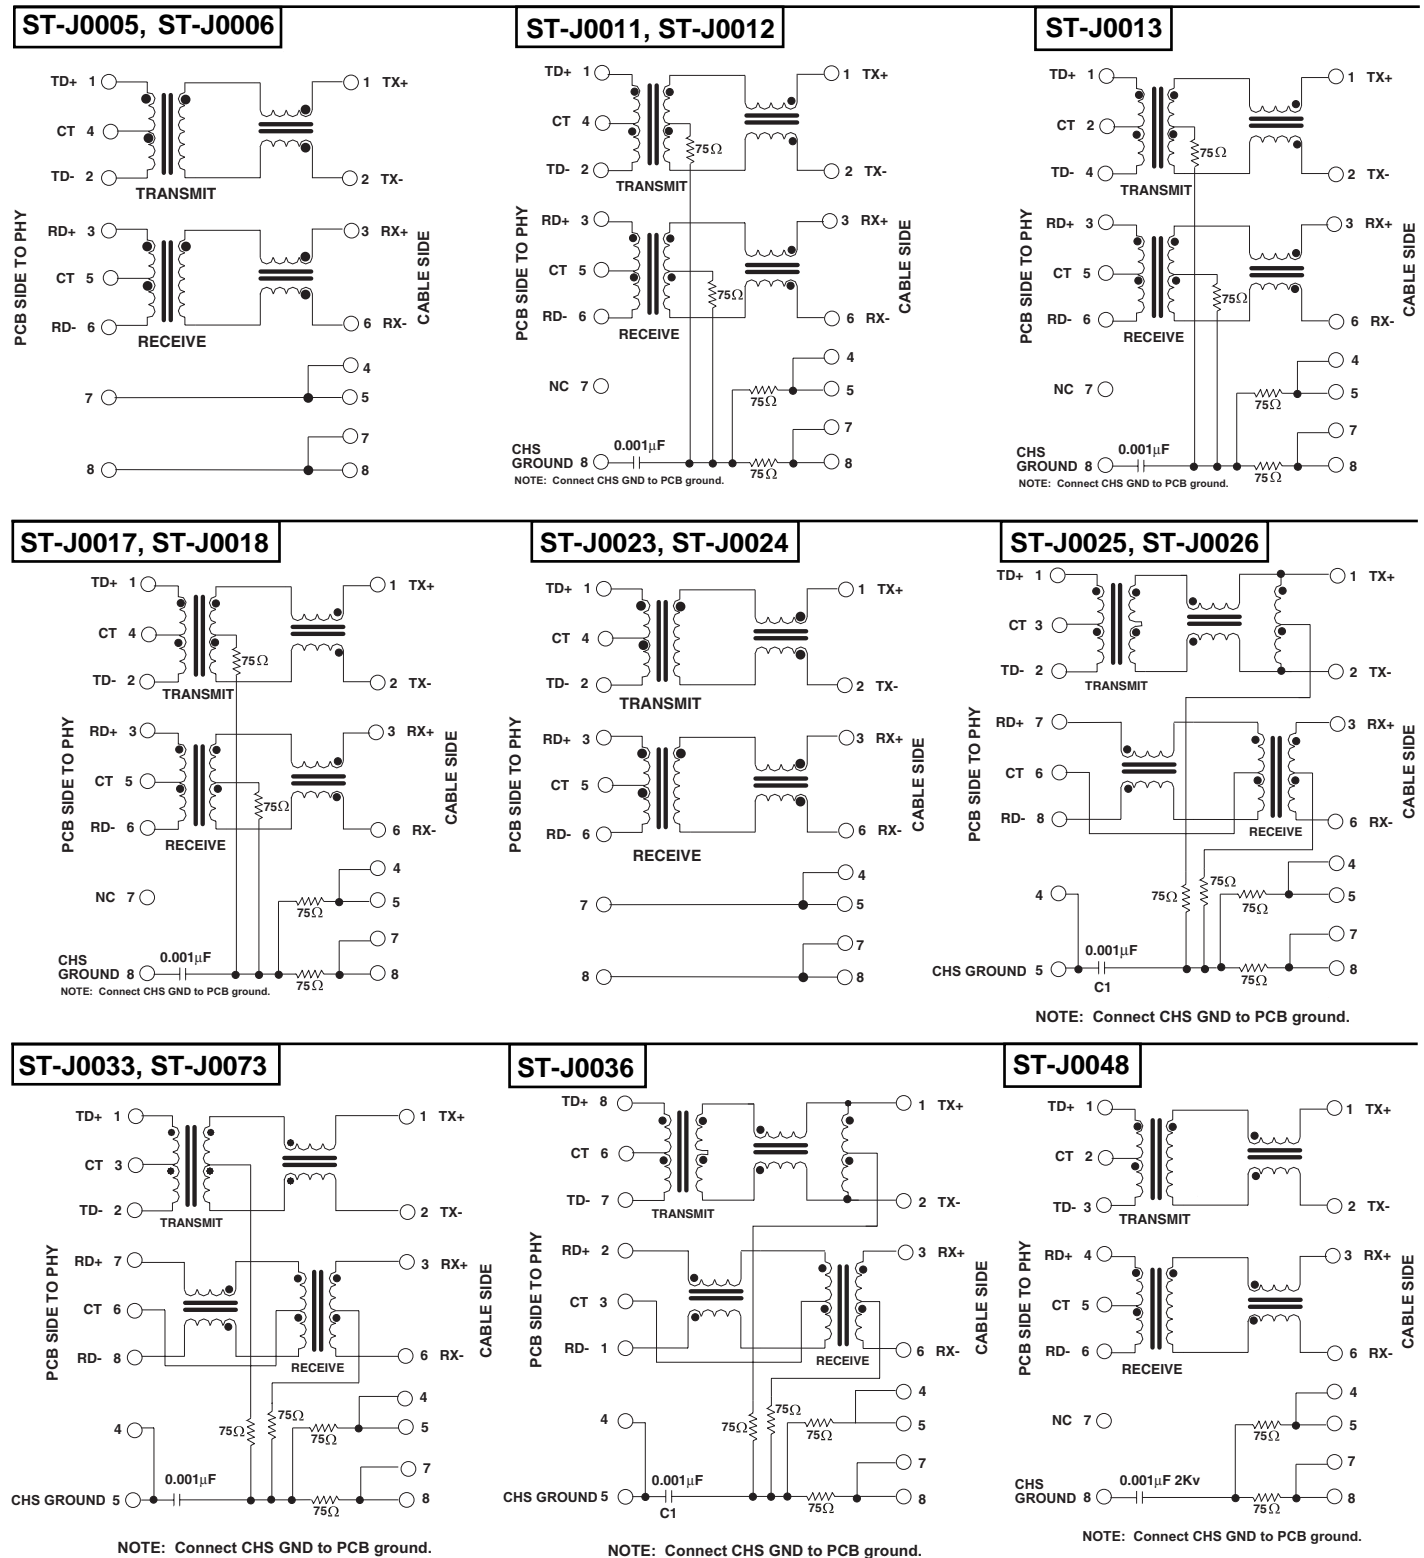 ST-J0005, ST-J0006
TD+ 1
1 TX+
CT 4
TD- 2
2 TX-
TRANSMIT
PCB SIDE TO PHY
RD+ 3
3 RX+
CT 5
CABLE SIDE
RD- 6
6 RX-
RECEIVE
4
7
5
7
8
8
ST-J0011, ST-J0012
TD+ 1
1 TX+
CT 4
75Ω
TD- 2
2 TX-
TRANSMIT
PCB SIDE TO PHY
RD+ 3
3 RX+
CT 5
75Ω
CABLE SIDE
RD- 6
6 RX-
RECEIVE
4
NC 7
75Ω
5
7
CHS
GROUND 8
0.001µF
75Ω
8
NOTE: Connect CHS GND to PCB ground.
ST-J0013
TD+ 1
1 TX+
CT 2
75Ω
TD- 4
2 TX-
TRANSMIT
PCB SIDE TO PHY
RD+ 3
3 RX+
CT 5
75Ω
CABLE SIDE
RD- 6
6 RX-
RECEIVE
4
NC 7
75Ω
5
7
CHS
GROUND 8
0.001µF
75Ω
8
NOTE: Connect CHS GND to PCB ground.
ST-J0017, ST-J0018
TD+ 1
1 TX+
CT 4
75Ω
TD- 2
2 TX-
TRANSMIT
PCB SIDE TO PHY
RD+ 3
3 RX+
CT 5
75Ω
CABLE SIDE
RD- 6
6 RX-
RECEIVE
4
NC 7
75Ω
5
7
CHS
GROUND 8
0.001µF
75Ω
8
NOTE: Connect CHS GND to PCB ground.
ST-J0023, ST-J0024
TD+ 1
1 TX+
CT 4
TD- 2
2 TX-
TRANSMIT
PCB SIDE TO PHY
RD+ 3
3 RX+
CT 5
CABLE SIDE
RD- 6
6 RX-
RECEIVE
4
7
5
7
8
8
ST-J0025, ST-J0026
TD+ 1
1 TX+
CT 3
TD- 2
2 TX-
TRANSMIT
PCB SIDE TO PHY
RD+ 7
3 RX+
CT 6
CABLE SIDE
RD- 8
6 RX-
RECEIVE
4
4
75Ω
75Ω
75Ω
5
7
CHS GROUND 5
0.001µF
C1
75Ω
8
NOTE: Connect CHS GND to PCB ground.
ST-J0033, ST-J0073
TD+ 1
1 TX+
CT 3
TD- 2
2 TX-
TRANSMIT
PCB SIDE TO PHY
RD+ 7
3 RX+
CT 6
CABLE SIDE
RD- 8
6 RX-
RECEIVE
4
4
75Ω
75Ω
75Ω
5
7
CHS GROUND 5
0.001µF
75Ω
8
NOTE: Connect CHS GND to PCB ground.
ST-J0036
TD+ 8
1 TX+
CT 6
TD- 7
2 TX-
TRANSMIT
PCB SIDE TO PHY
RD+ 2
3 RX+
CT 3
CABLE SIDE
RD- 1
6 RX-
RECEIVE
4
4
75Ω
75Ω
75Ω
5
7
CHS GROUND 5
0.001µF
C1
75Ω
8
NOTE: Connect CHS GND to PCB ground.
ST-J0048
TD+ 1
1 TX+
CT 2
TD- 3
2 TX-
TRANSMIT
PCB SIDE TO PHY
RD+ 4
3 RX+
CT 5
CABLE SIDE
RD- 6
6 RX-
RECEIVE
4
NC 7
75Ω
5
7
CHS
GROUND 8
0.001µF 2Kv
75Ω
8
NOTE: Connect CHS GND to PCB ground.